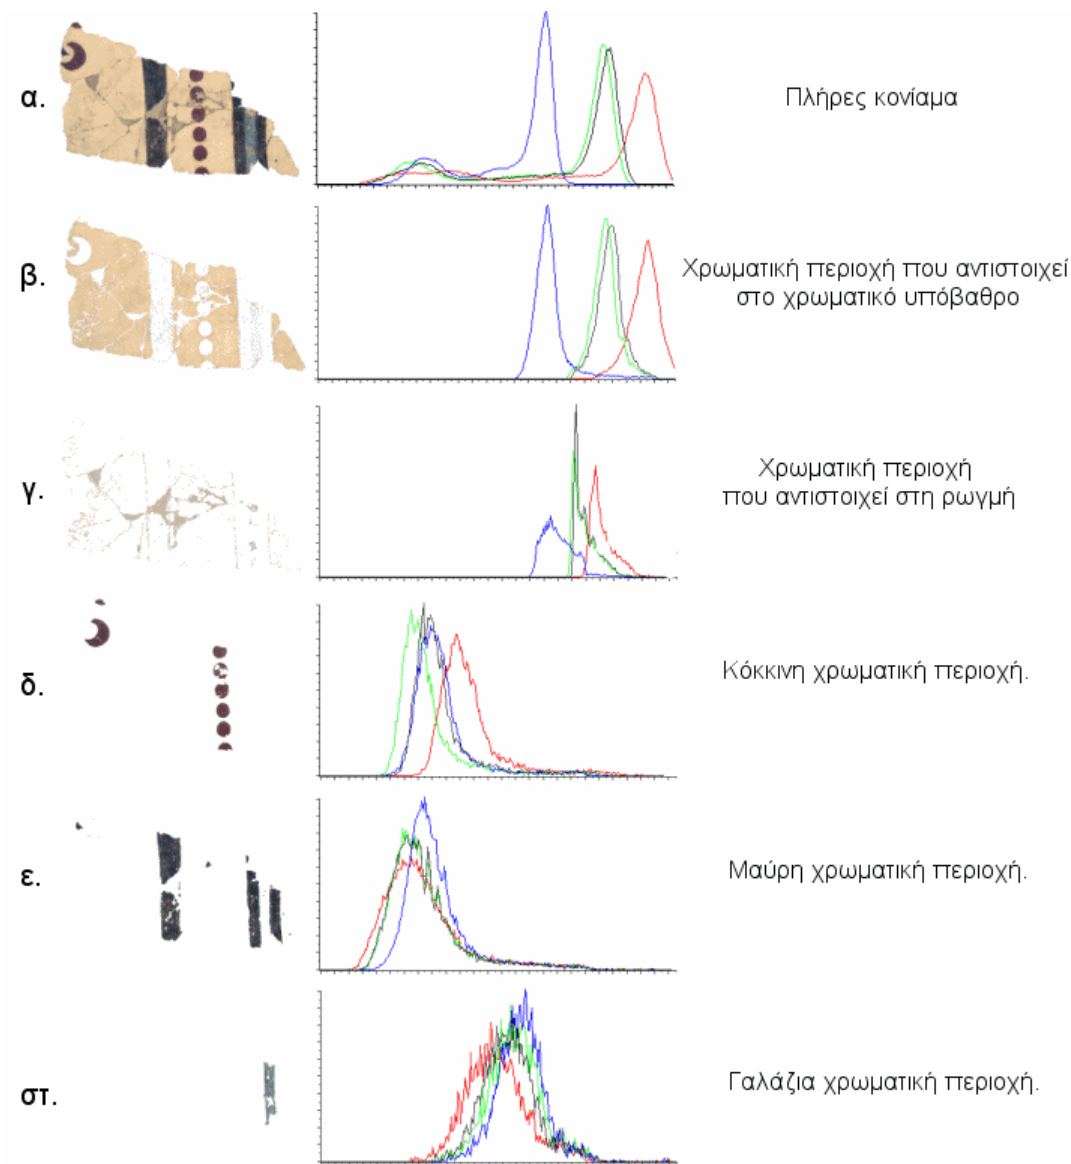 α.
Πλήρες κονίαμα
β.
Χρωματική περιοχή που αντιστοιχεί
στο χρωματικό υπόβαθρο
γ.
Χρωματική περιοχή
που αντιστοιχεί στη ρωγμή
δ.
Κόκκινη χρωματική περιοχή.
ε.
Μαύρη χρωματική περιοχή.
στ.
Γαλάζια χρωματική περιοχή.